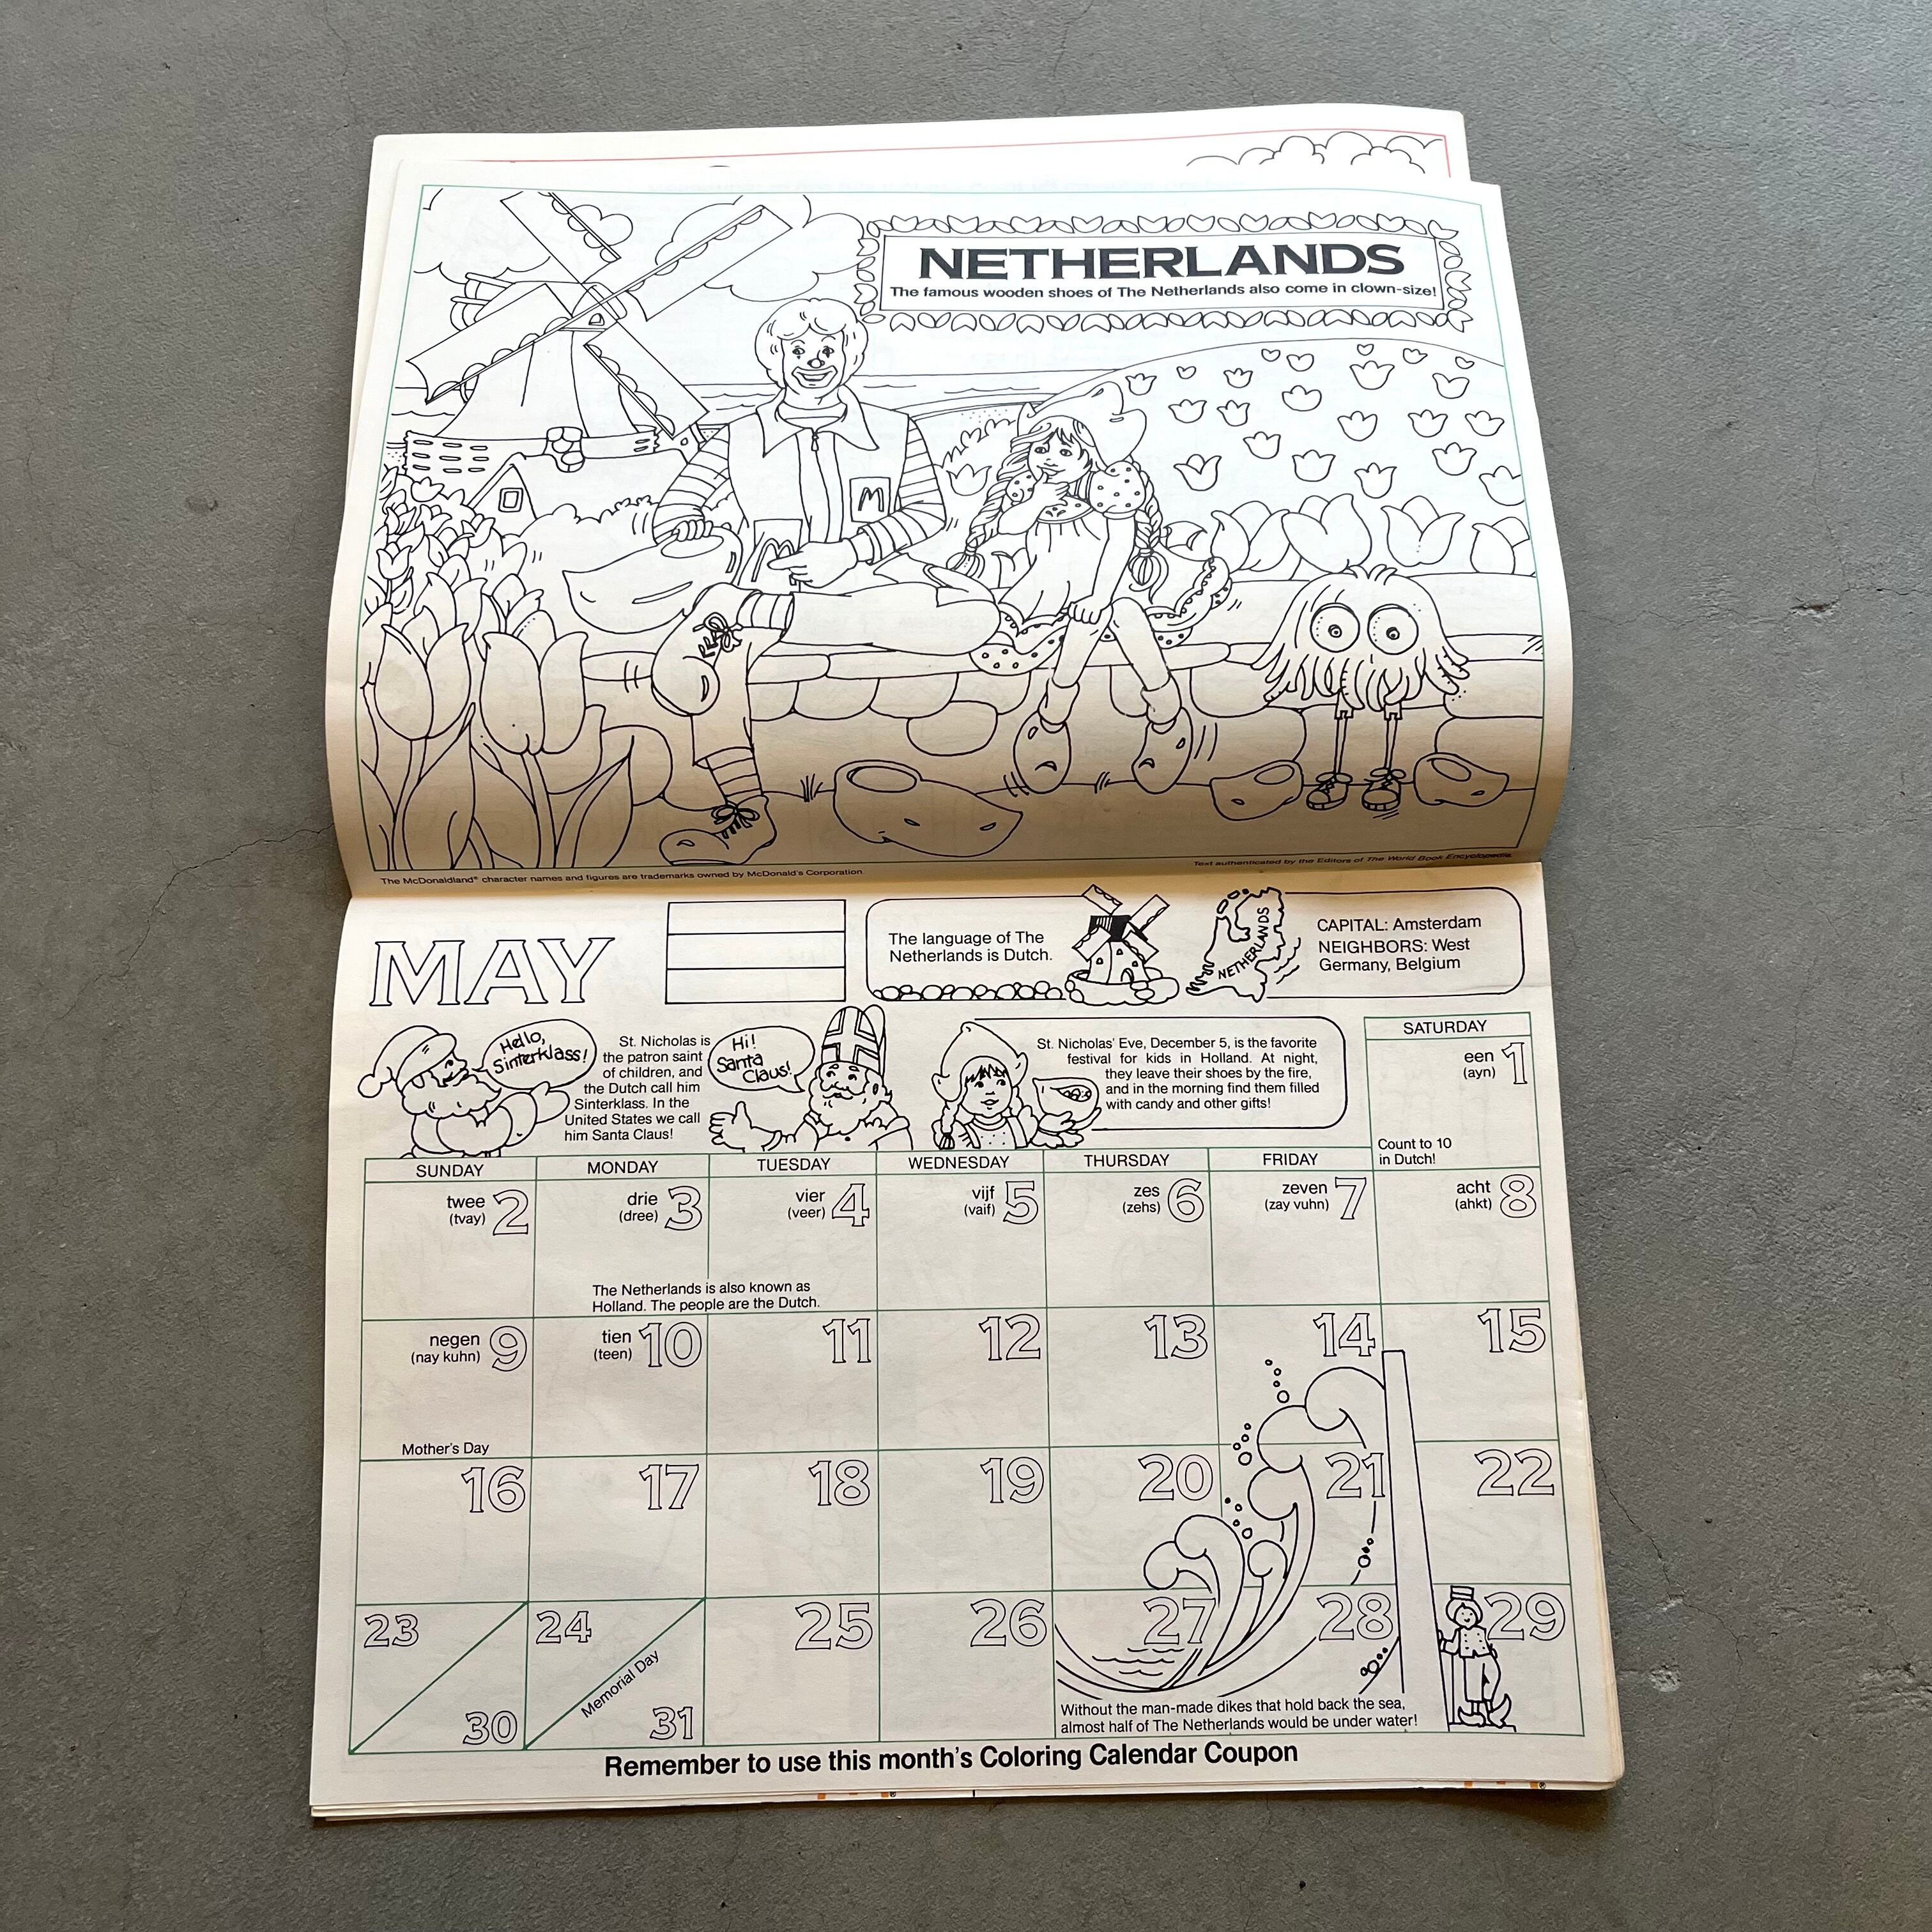 NETHERLANDS
The famous wooden shoes of The Netherlands also come in clown-size!
M
M
The McDonaldland® character names and figures are trademarks owned by McDonald's Corporation.
Text authenticated by the Editors of The World Book Encyclopedia.
MAY
The language of The
Netherlands is Dutch.
NETHERLANDS
CAPITAL: Amsterdam
NEIGHBORS: West
Germany, Belgium
Hello,
Sinterklass!
St. Nicholas is
the patron saint
of children, and
the Dutch call him
Sinterklass. In the
United States we call
him Santa Claus!
Hi!
Santa
Claus!
St. Nicholas' Eve, December 5, is the favorite
festival for kids in Holland. At night,
they leave their shoes by the fire,
and in the morning find them filled
with candy and other gifts!
SATURDAY
een
(ayn)
1
Count to 10
in Dutch!
SUNDAY
MONDAY
TUESDAY
WEDNESDAY
THURSDAY
FRIDAY
twee
(tvay)
2
drie
(dree)
3
vier
(veer)
4
vijf
(vaif)
5
zes
(zehs)
6
zeven
(zay vuhn)
7
acht
(ahkt)
8
The Netherlands is also known as
Holland. The people are the Dutch.
negen
(nay kuhn)
9
Mother's Day
tien
(teen)
10
11
12
13
14
15
16
17
18
19
20
21
22
23
30
24
Memorial Day
31
25
26
27
28
29
Without the man-made dikes that hold back the sea,
almost half of The Netherlands would be under water!
Remember to use this month's Coloring Calendar Coupon